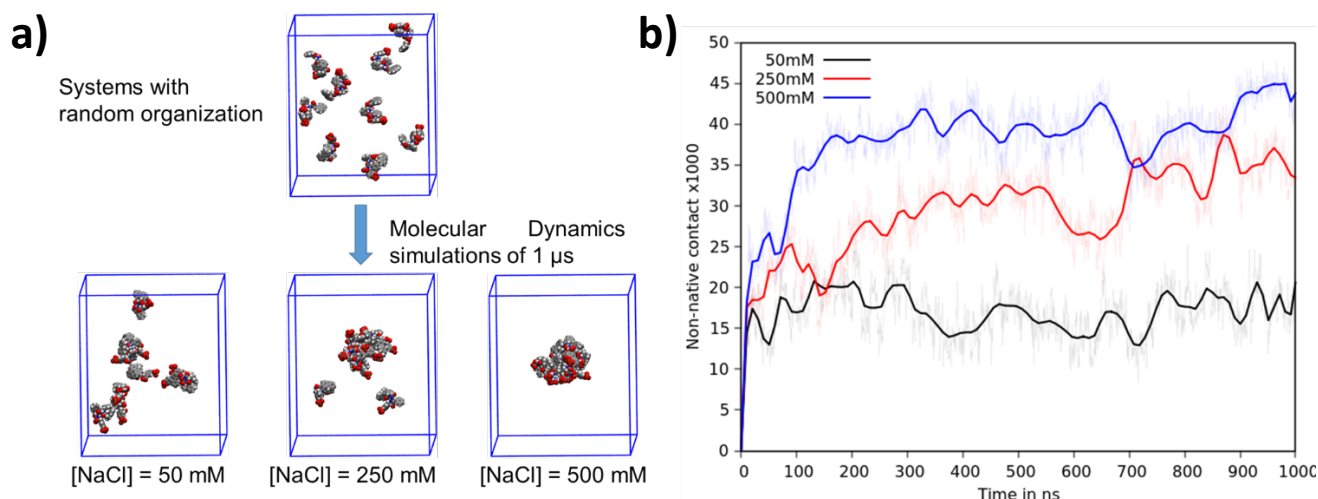 a)
Systems with
random organization
Molecular Dynamics
simulations of 1 µs
[NaCl] = 50 mM
[NaCl] = 250 mM
[NaCl] = 500 mM
b)
50
45
40
35
30
25
20
15
10
5
0
Non-native contact x1000
50mM
250mM
500mM
0 100 200 300 400 500 600 700 800 900 1000
Time in ns